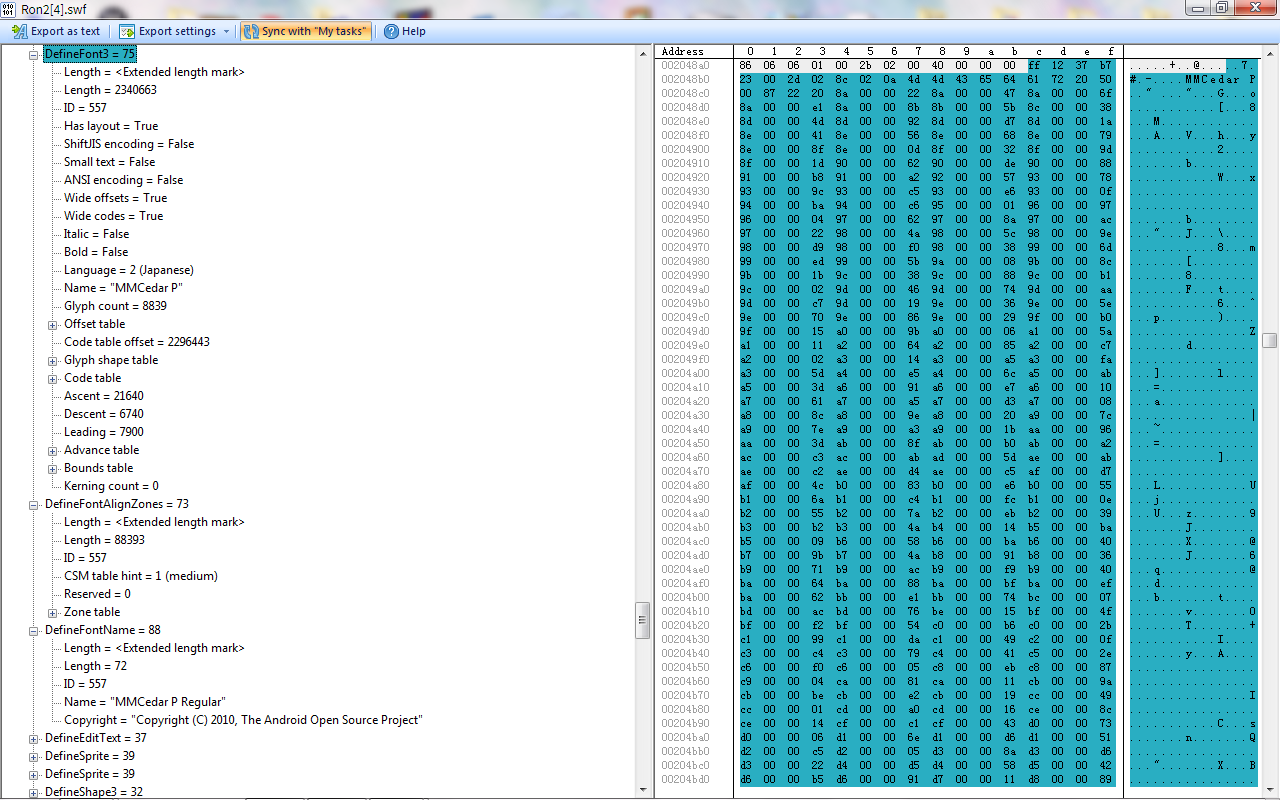 Ron2[4].swf
Export as text Export settings Sync with "My tasks" Help
DefineFont3 = 75
Length = <Extended length mark>
Length = 2340663
ID = 557
Has layout = True
ShiftJIS encoding = False
Small text = False
ANSI encoding = False
Wide offsets = True
Wide codes = True
Italic = False
Bold = False
Language = 2 (Japanese)
Name = "MMCedar P"
Glyph count = 8839
Offset table
Code table offset = 2296443
Glyph shape table
Code table
Ascent = 21640
Descent = 6740
Leading = 7900
Advance table
Bounds table
Kerning count = 0
DefineFontAlignZones = 73
Length = <Extended length mark>
Length = 88393
ID = 557
CSM table hint = 1 (medium)
Reserved = 0
Zone table
DefineFontName = 88
Length = <Extended length mark>
Length = 72
ID = 557
Name = "MMCedar P Regular"
Copyright = "Copyright (C) 2010, The Android Open Source Project"
DefineEditText = 37
DefineSprite = 39
DefineSprite = 39
DefineShape3 = 32
Address 0 1 2 3 4 5 6 7 8 9 a b c d e f
002048a0 86 06 06 01 00 2b 02 00 40 00 00 00 ff 12 37 b7
002048b0 23 00 2d 02 8c 02 0a 4d 4d 43 65 64 61 72 20 50
002048c0 00 87 22 20 8a 00 00 22 8a 00 00 47 8a 00 00 6f
002048d0 8a 00 00 e1 8a 00 00 8b 8b 00 00 5b 8c 00 00 38
002048e0 8d 00 00 4d 8d 00 00 92 8d 00 00 d7 8d 00 00 1a
002048f0 8e 00 00 41 8e 00 00 56 8e 00 00 68 8e 00 00 79
00204900 8e 00 00 8f 8e 00 00 0d 8f 00 00 32 8f 00 00 9d
00204910 8f 00 00 1d 90 00 00 62 90 00 00 de 90 00 00 88
00204920 91 00 00 b8 91 00 00 a2 92 00 00 57 93 00 00 78
00204930 93 00 00 9c 93 00 00 c5 93 00 00 e6 93 00 00 0f
00204940 94 00 00 ba 94 00 00 c6 95 00 00 01 96 00 00 97
00204950 96 00 00 04 97 00 00 62 97 00 00 8a 97 00 00 ac
00204960 97 00 00 22 98 00 00 4a 98 00 00 5c 98 00 00 9e
00204970 98 00 00 d9 98 00 00 f0 98 00 00 38 99 00 00 6d
00204980 99 00 00 ed 99 00 00 5b 9a 00 00 08 9b 00 00 8c
00204990 9b 00 00 1b 9c 00 00 38 9c 00 00 88 9c 00 00 b1
002049a0 9c 00 00 02 9d 00 00 46 9d 00 00 74 9d 00 00 aa
002049b0 9d 00 00 c7 9d 00 00 19 9e 00 00 36 9e 00 00 5e
002049c0 9e 00 00 70 9e 00 00 86 9e 00 00 29 9f 00 00 b0
002049d0 9f 00 00 15 a0 00 00 9b a0 00 00 06 a1 00 00 5a
002049e0 a1 00 00 11 a2 00 00 64 a2 00 00 85 a2 00 00 c7
002049f0 a2 00 00 02 a3 00 00 14 a3 00 00 a5 a3 00 00 fa
00204a00 a3 00 00 5d a4 00 00 e5 a4 00 00 6c a5 00 00 ab
00204a10 a5 00 00 3d a6 00 00 91 a6 00 00 e7 a6 00 00 10
00204a20 a7 00 00 61 a7 00 00 a5 a7 00 00 d3 a7 00 00 08
00204a30 a8 00 00 8c a8 00 00 9e a8 00 00 20 a9 00 00 7c
00204a40 a9 00 00 7e a9 00 00 a3 a9 00 00 1b aa 00 00 96
00204a50 aa 00 00 3d ab 00 00 8f ab 00 00 b0 ab 00 00 a2
00204a60 ac 00 00 c3 ac 00 00 ab ad 00 00 5d ae 00 00 ab
00204a70 ae 00 00 c2 ae 00 00 d4 ae 00 00 c5 af 00 00 d7
00204a80 af 00 00 4c b0 00 00 83 b0 00 00 e6 b0 00 00 55
00204a90 b1 00 00 6a b1 00 00 c4 b1 00 00 fc b1 00 00 0e
00204aa0 b2 00 00 55 b2 00 00 7a b2 00 00 eb b2 00 00 39
00204ab0 b3 00 00 b2 b3 00 00 4a b4 00 00 14 b5 00 00 ba
00204ac0 b5 00 00 09 b6 00 00 58 b6 00 00 ba b6 00 00 40
00204ad0 b7 00 00 9b b7 00 00 4a b8 00 00 91 b8 00 00 36
00204ae0 b9 00 00 71 b9 00 00 ac b9 00 00 f9 b9 00 00 40
00204af0 ba 00 00 64 ba 00 00 88 ba 00 00 bf ba 00 00 ef
00204b00 ba 00 00 62 bb 00 00 e1 bb 00 00 74 bc 00 00 07
00204b10 bd 00 00 ac bd 00 00 76 be 00 00 15 bf 00 00 4f
00204b20 bf 00 00 f2 bf 00 00 54 c0 00 00 b6 c0 00 00 2b
00204b30 c1 00 00 99 c1 00 00 da c1 00 00 49 c2 00 00 0f
00204b40 c3 00 00 c4 c3 00 00 79 c4 00 00 41 c5 00 00 2e
00204b50 c6 00 00 f0 c6 00 00 05 c8 00 00 eb c8 00 00 87
00204b60 c9 00 00 04 ca 00 00 81 ca 00 00 11 cb 00 00 9a
00204b70 cb 00 00 be cb 00 00 e2 cb 00 00 19 cc 00 00 49
00204b80 cc 00 00 01 cd 00 00 a0 cd 00 00 16 ce 00 00 8c
00204b90 ce 00 00 14 cf 00 00 c1 cf 00 00 43 d0 00 00 73
00204ba0 d0 00 00 06 d1 00 00 6e d1 00 00 d6 d1 00 00 51
00204bb0 d2 00 00 c5 d2 00 00 05 d3 00 00 8a d3 00 00 d6
00204bc0 d3 00 00 22 d4 00 00 d5 d4 00 00 58 d5 00 00 42
00204bd0 d6 00 00 b5 d6 00 00 91 d7 00 00 11 d8 00 00 89